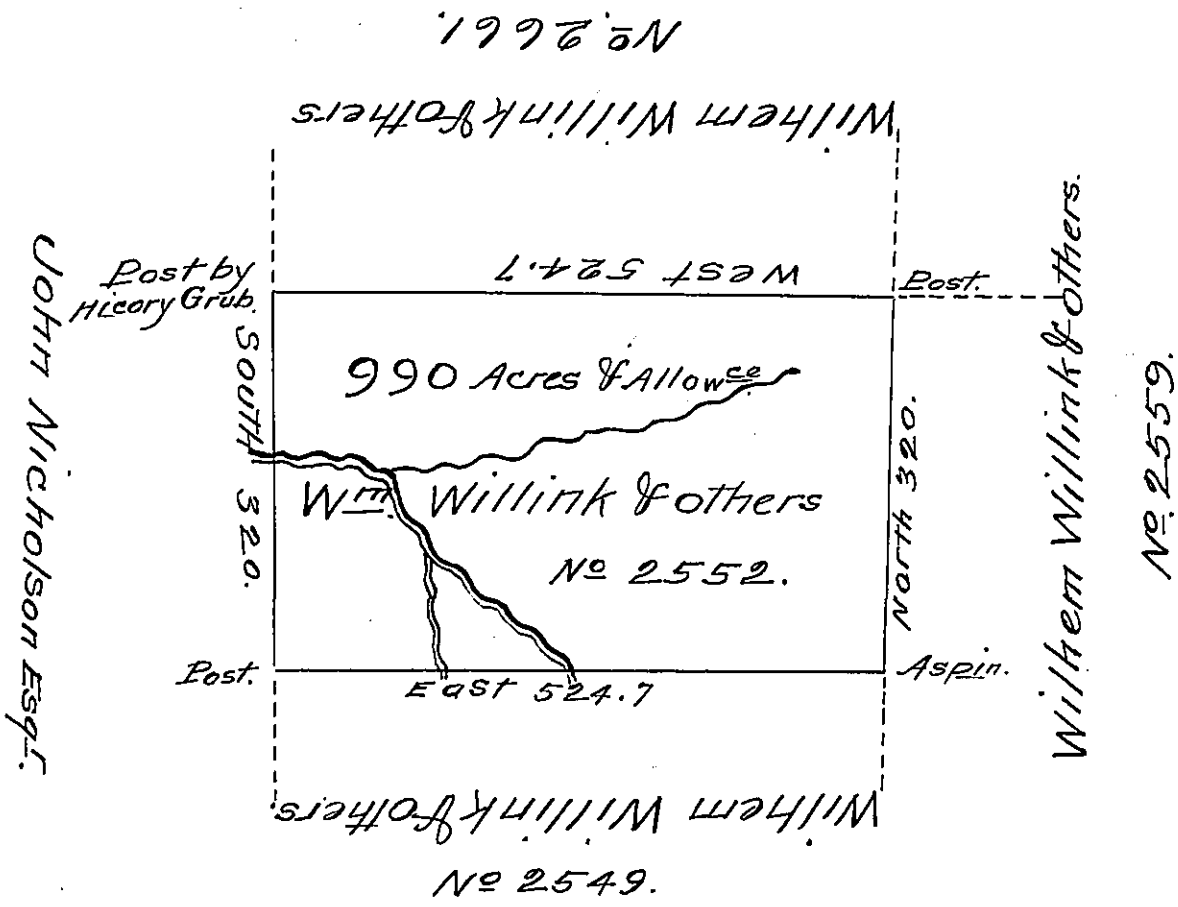 No. 2661.
Wilhem Willink & others
West 524.7
Post by
Hicory Grub.
Post.
South 320.
990 Acres & Allowce
Wm. Willink & others
No 2552.
North 320.
John Nicholson Esqr.
Wilhem Willink & others.
No. 2559.
Post.
East 524.7
Aspin.
Wilhem Willink & others.
No 2549.